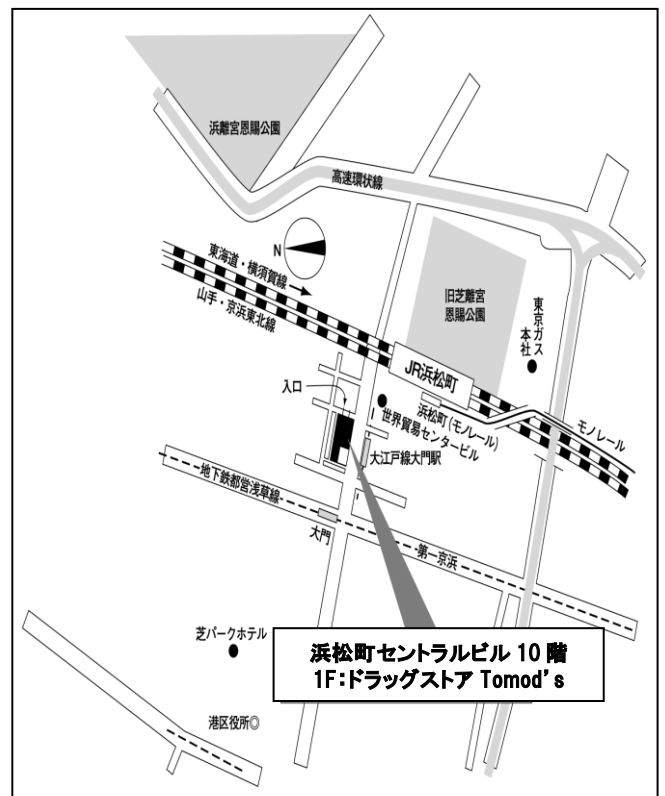 浜離宮恩賜公園
高速環状線
N
東海道・横須賀線
山手・京浜東北線
旧芝離宮
恩賜公園
東京ガス
本社
JR浜松町
入口
浜松町(モノレール)
モノレール
世界貿易センタービル
大江戸線大門駅
地下鉄都営浅草線
大門
第一京浜
芝パークホテル
浜松町セントラルビル 10 階
1F:ドラッグストア Tomod's
港区役所